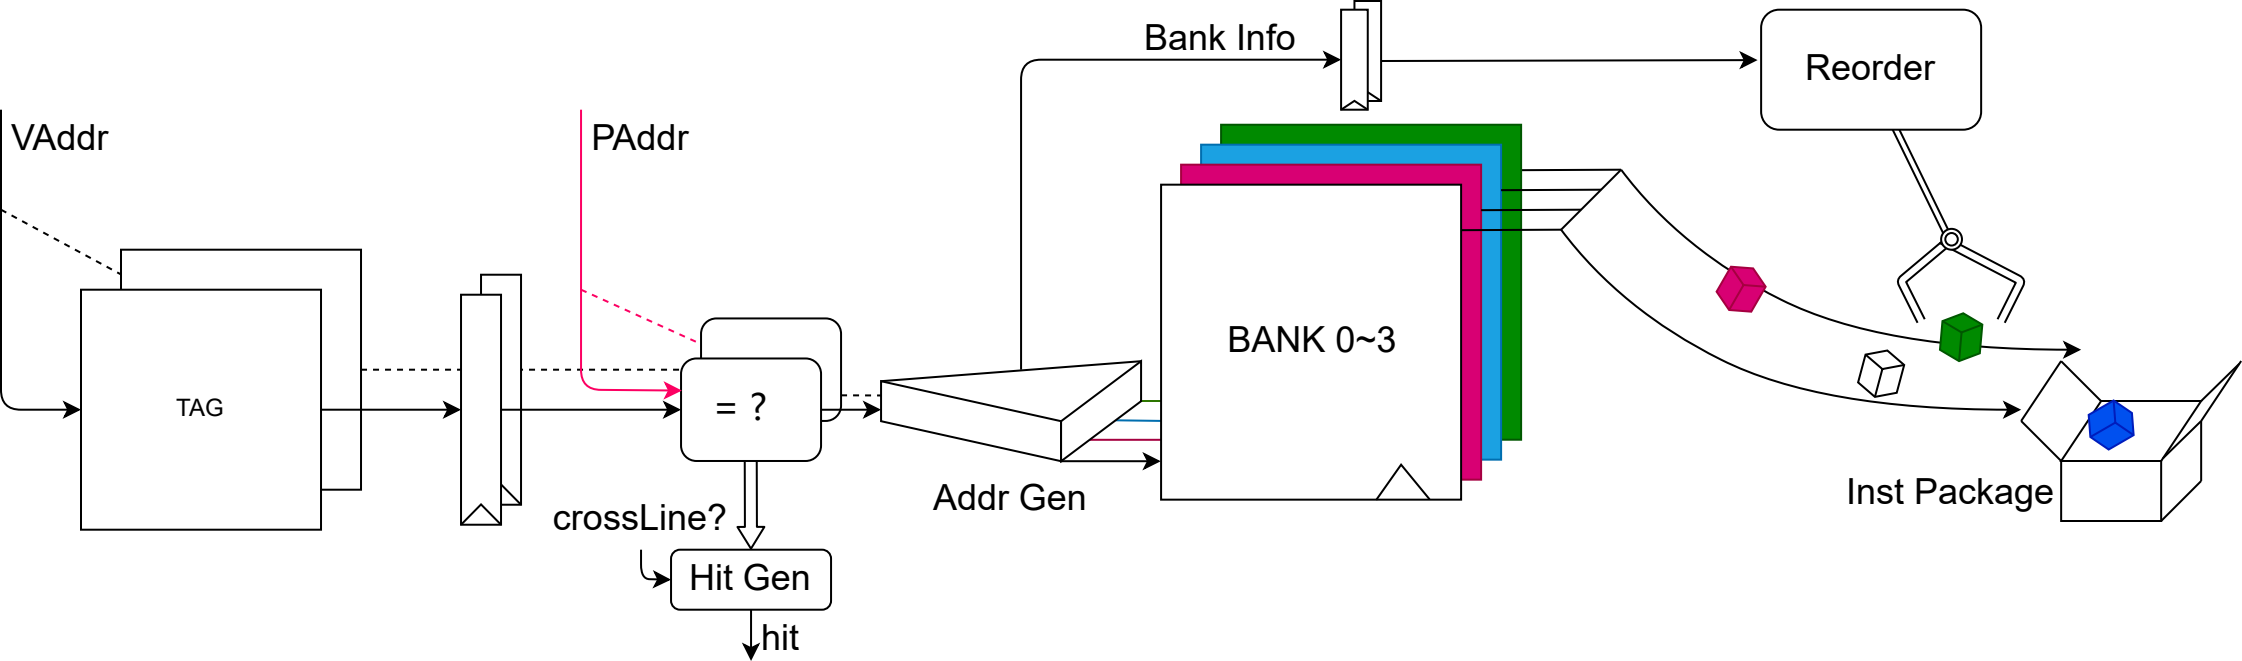 Bank Info
Reorder
VAddr
PAddr
TAG
= ?
BANK 0~3
Addr Gen
Inst Package
crossLine?
Hit Gen
hit